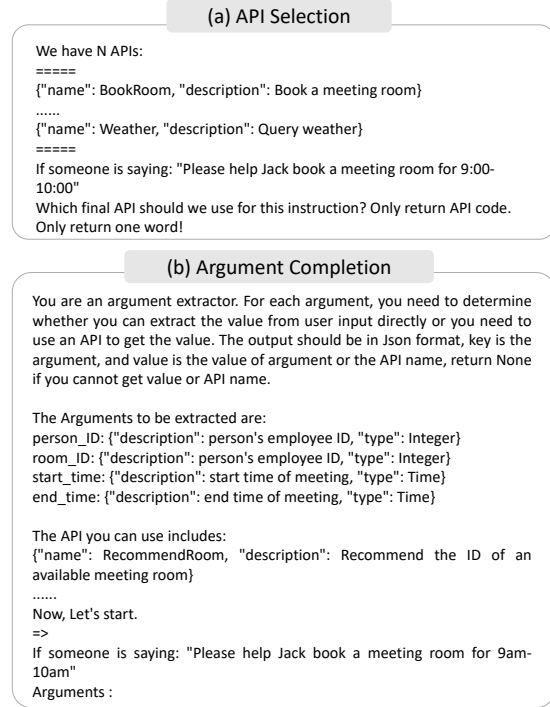 (a) API Selection
We have N APIs:
=====
{"name": BookRoom, "description": Book a meeting room}
......
{"name": Weather, "description": Query weather}
=====
If someone is saying: "Please help Jack book a meeting room for 9:00-
10:00"
Which final API should we use for this instruction? Only return API code.
Only return one word!
(b) Argument Completion
You are an argument extractor. For each argument, you need to determine
whether you can extract the value from user input directly or you need to
use an API to get the value. The output should be in Json format, key is the
argument, and value is the value of argument or the API name, return None
if you cannot get value or API name.
The Arguments to be extracted are:
person_ID: {"description": person's employee ID, "type": Integer}
room_ID: {"description": person's employee ID, "type": Integer}
start_time: {"description": start time of meeting, "type": Time}
end_time: {"description": end time of meeting, "type": Time}
The API you can use includes:
{"name": RecommendRoom, "description": Recommend the ID of an
available meeting room}
......
Now, Let's start.
=>
If someone is saying: "Please help Jack book a meeting room for 9am-
10am"
Arguments :